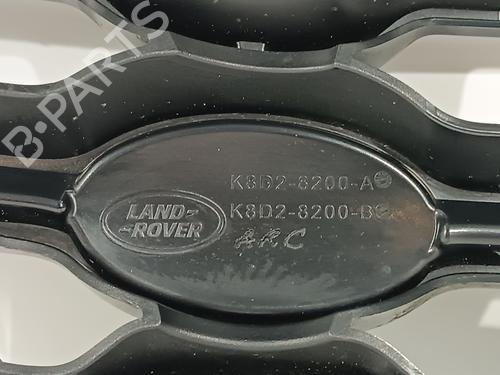 B-PARTS
K8D2-8200-A
K8D2-8200-B
LAND-
-ROVER
ARC